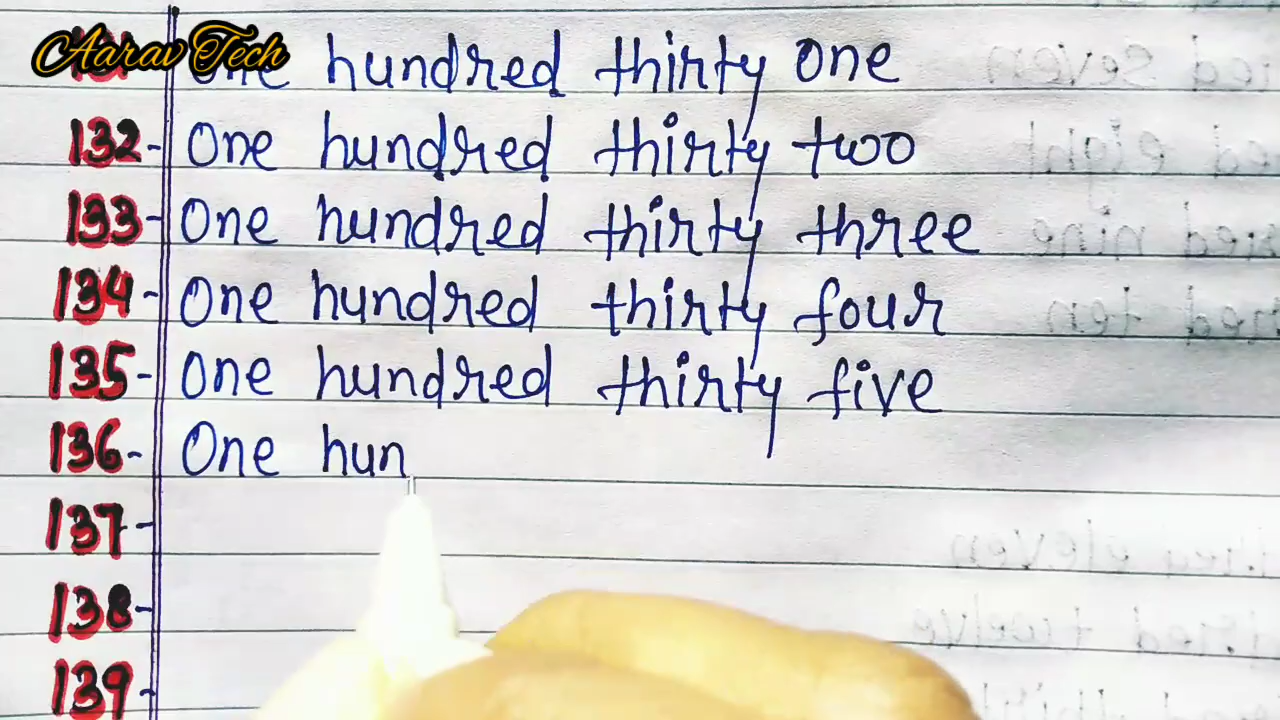 Aarav Tech
One hundred thirty one
132- One hundred thirty two
133- One hundred thirty three
134- One hundred thirty four
135- One hundred thirty five
136- One hun
137-
138-
139-